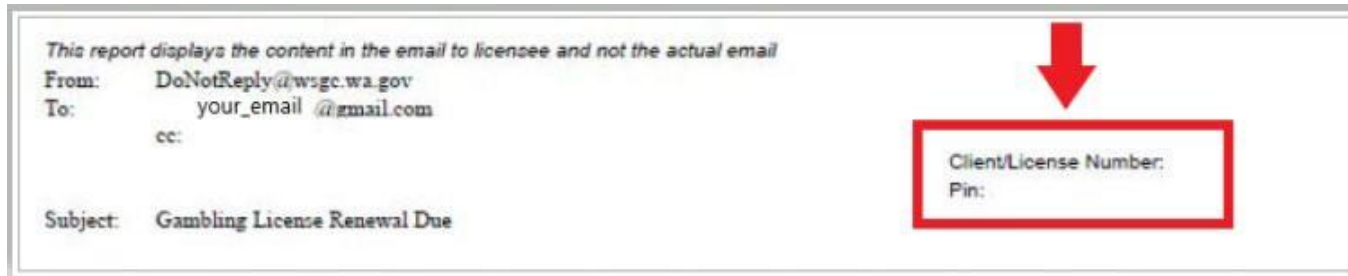 This report displays the content in the email to licensee and not the actual email
From: DoNotReply@wsgc.wa.gov
To: your_email @gmail.com
cc:
Client/License Number:
Pin:
Subject: Gambling License Renewal Due